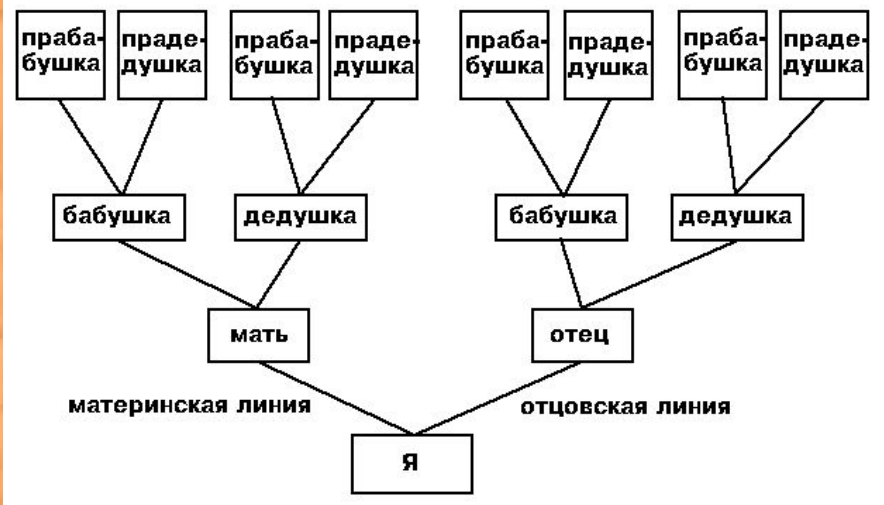 праба-
бушка
праде-
душка
праба-
бушка
праде-
душка
праба-
бушка
праде-
душка
праба-
бушка
праде-
душка
бабушка
дедушка
бабушка
дедушка
мать
отец
материнская линия
отцовская линия
я